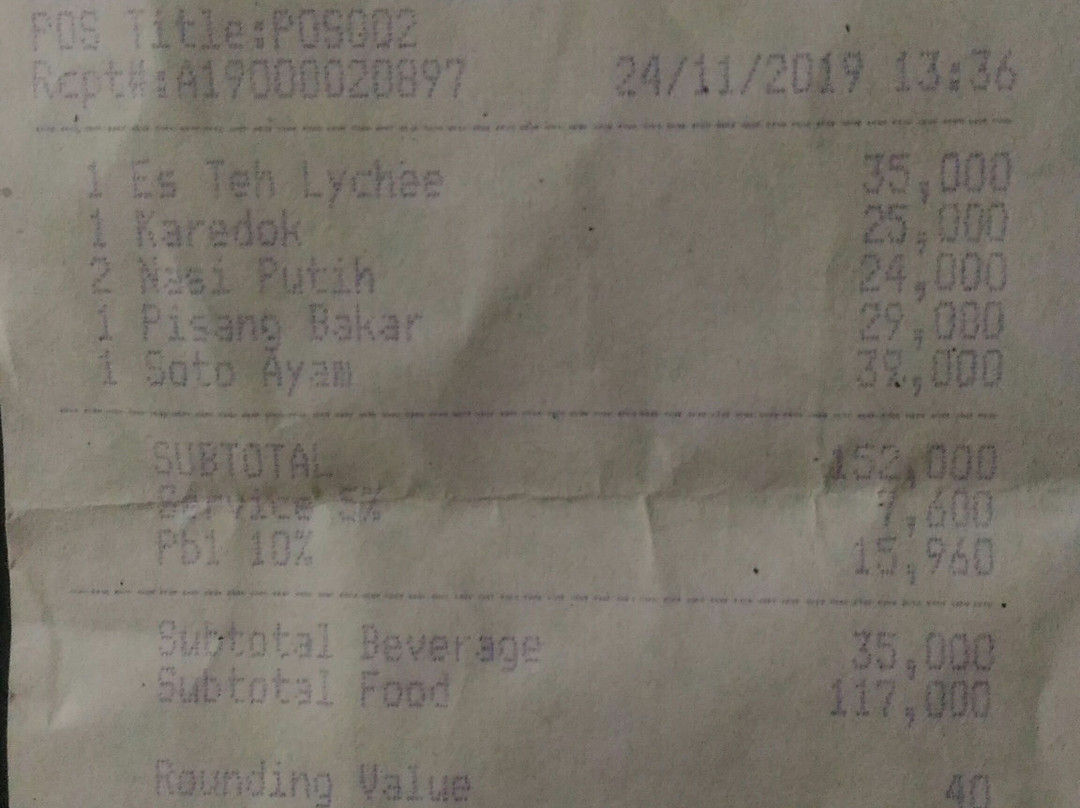 POS Title:POS002
Rcpt#:A19000020897 24/11/2019 13:36
1 Es Teh Lychee 35,000
1 Karedok 25,000
2 Nasi Putih 24,000
1 Pisang Bakar 29,000
1 Soto Ayam 39,000
SUBTOTAL 152,000
Service 5% 7,600
Pb1 10% 15,960
Subtotal Beverage 35,000
Subtotal Food 117,000
Rounding Value 40